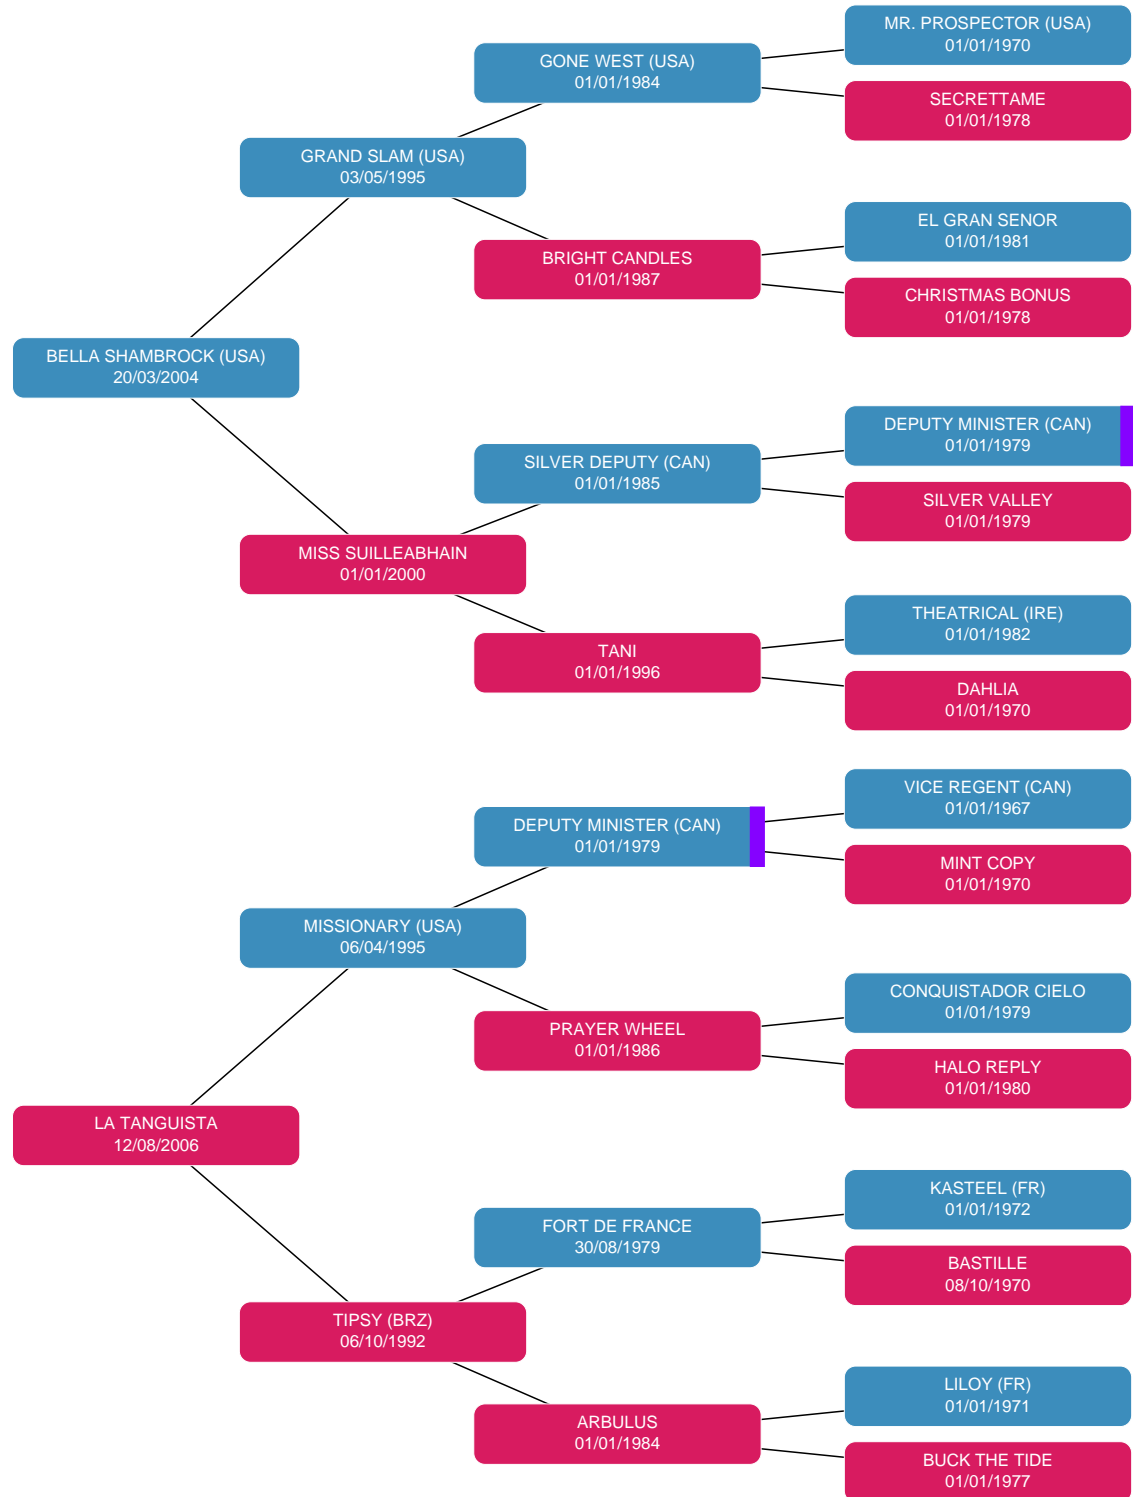 MR. PROSPECTOR (USA)
01/01/1970
GONE WEST (USA)
01/01/1984
SECRETTAME
01/01/1978
GRAND SLAM (USA)
03/05/1995
EL GRAN SENOR
01/01/1981
BRIGHT CANDLES
01/01/1987
CHRISTMAS BONUS
01/01/1978
BELLA SHAMBROCK (USA)
20/03/2004
DEPUTY MINISTER (CAN)
01/01/1979
SILVER DEPUTY (CAN)
01/01/1985
SILVER VALLEY
01/01/1979
MISS SUILLEABHAIN
01/01/2000
THEATRICAL (IRE)
01/01/1982
TANI
01/01/1996
DAHLIA
01/01/1970
VICE REGENT (CAN)
01/01/1967
DEPUTY MINISTER (CAN)
01/01/1979
MINT COPY
01/01/1970
MISSIONARY (USA)
06/04/1995
CONQUISTADOR CIELO
01/01/1979
PRAYER WHEEL
01/01/1986
HALO REPLY
01/01/1980
LA TANGUISTA
12/08/2006
KASTEEL (FR)
01/01/1972
FORT DE FRANCE
30/08/1979
BASTILLE
08/10/1970
TIPSY (BRZ)
06/10/1992
LILOY (FR)
01/01/1971
ARBULUS
01/01/1984
BUCK THE TIDE
01/01/1977